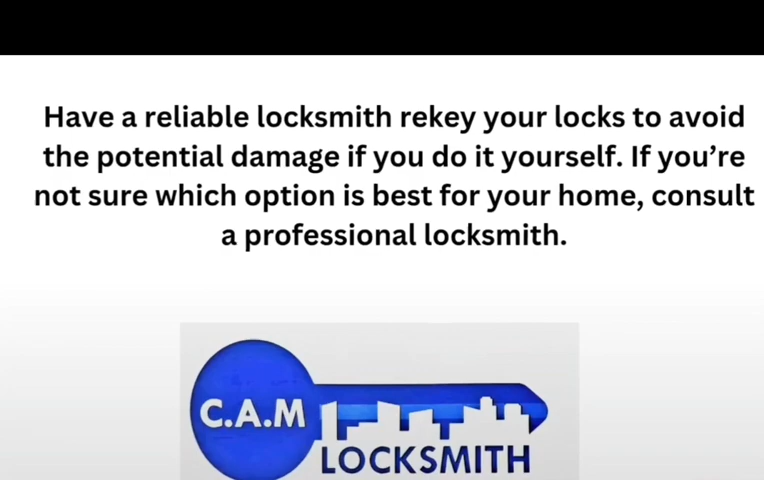 Have a reliable locksmith rekey your locks to avoid
the potential damage if you do it yourself. If you’re
not sure which option is best for your home, consult
a professional locksmith.
C.A.M
LOCKSMITH